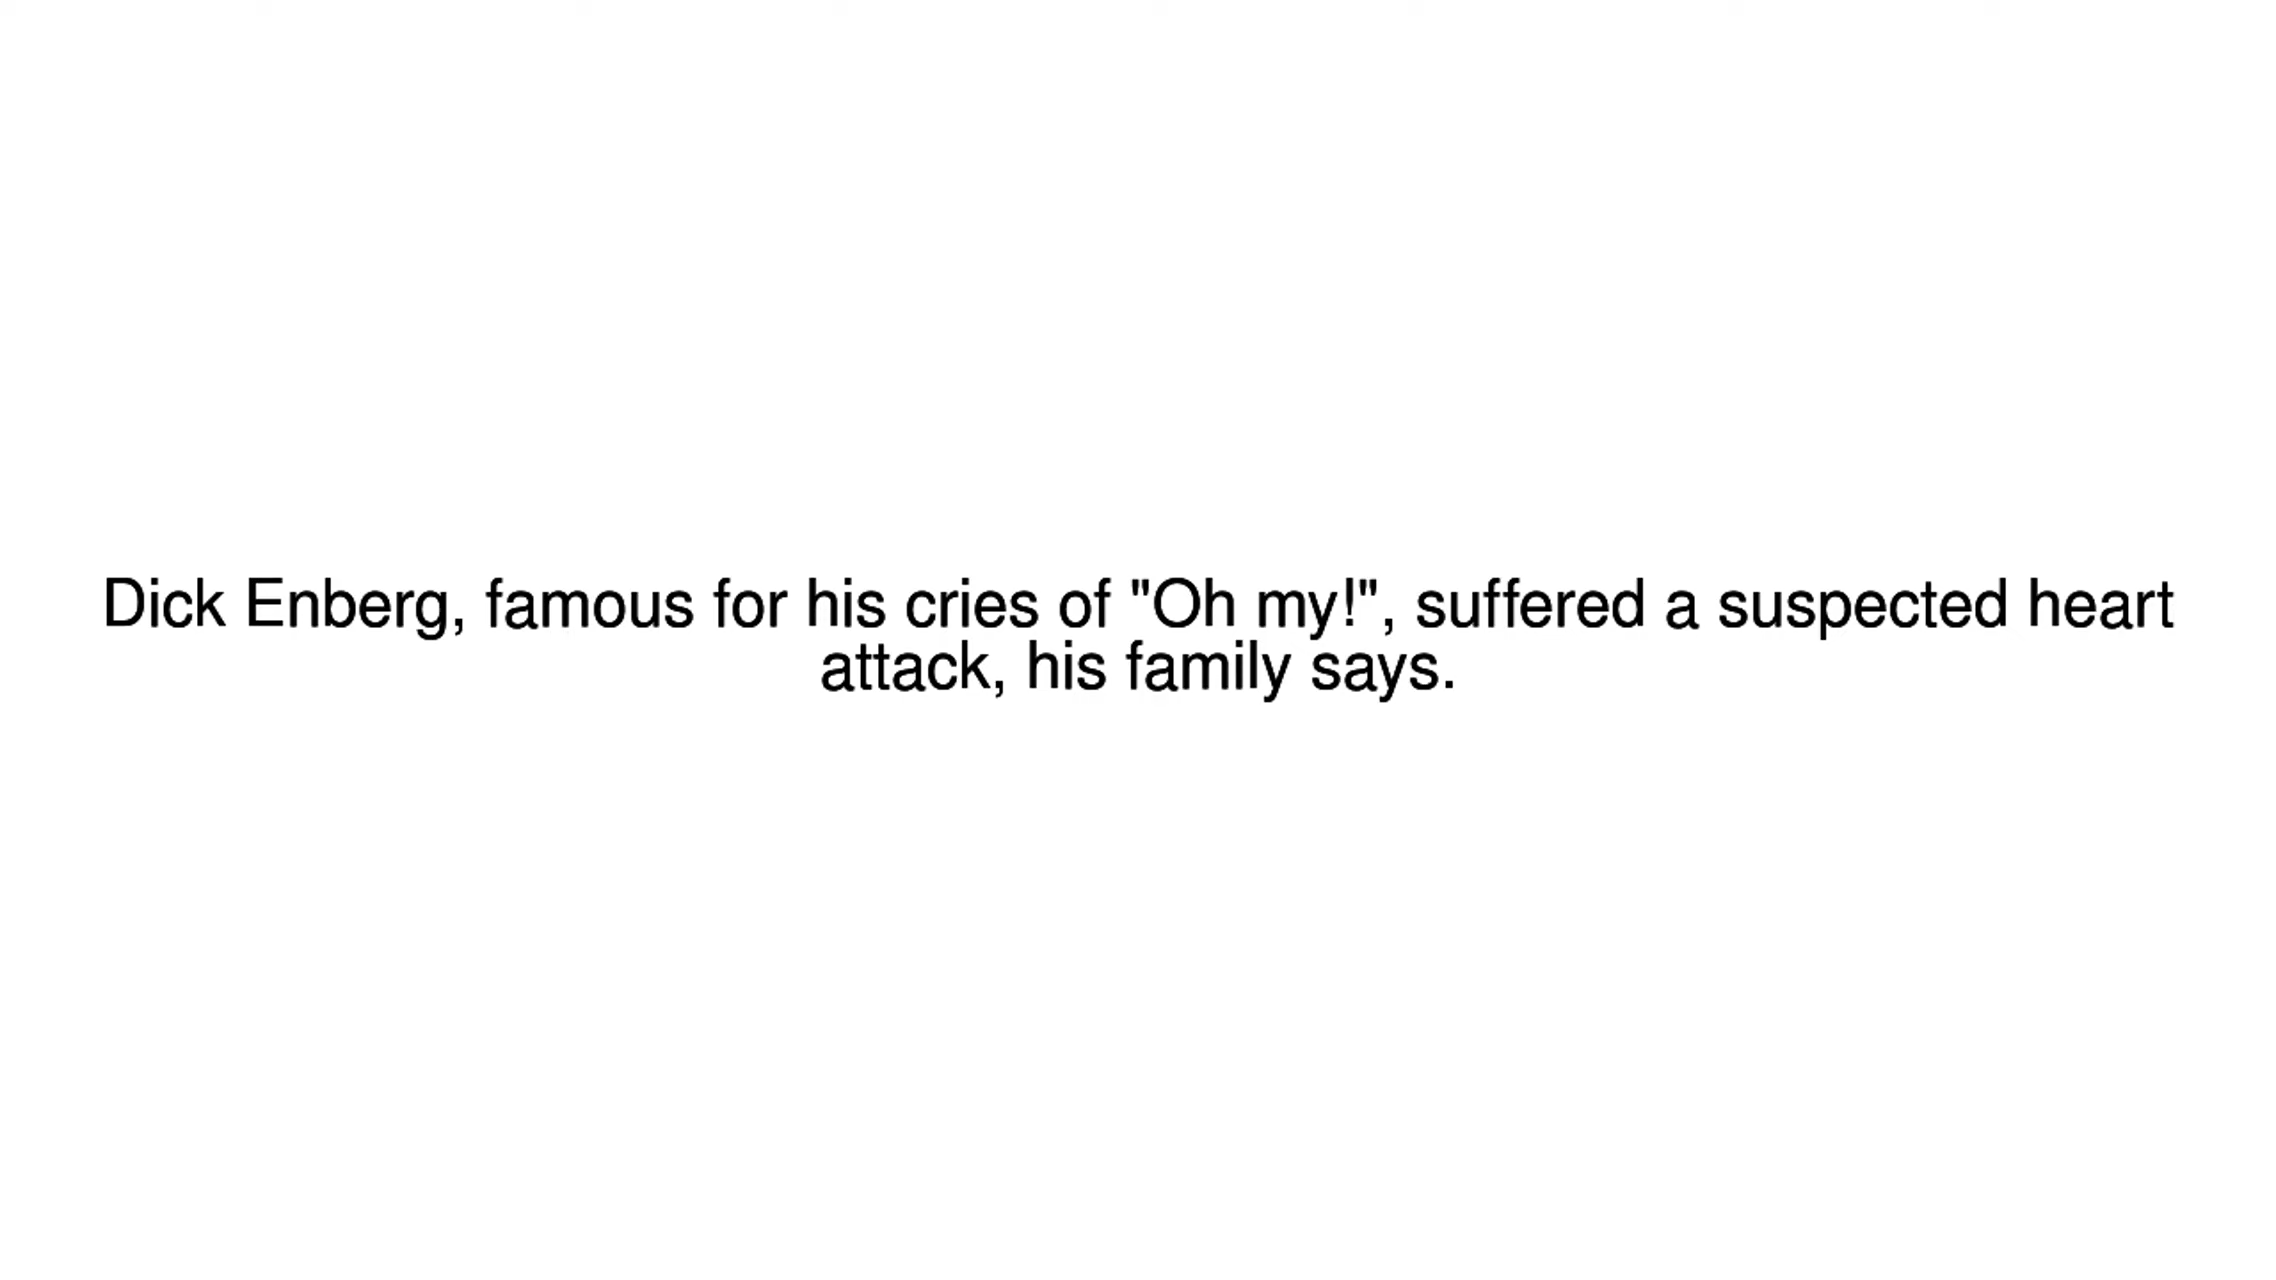 Dick Enberg, famous for his cries of "Oh my!", suffered a suspected heart
attack, his family says.